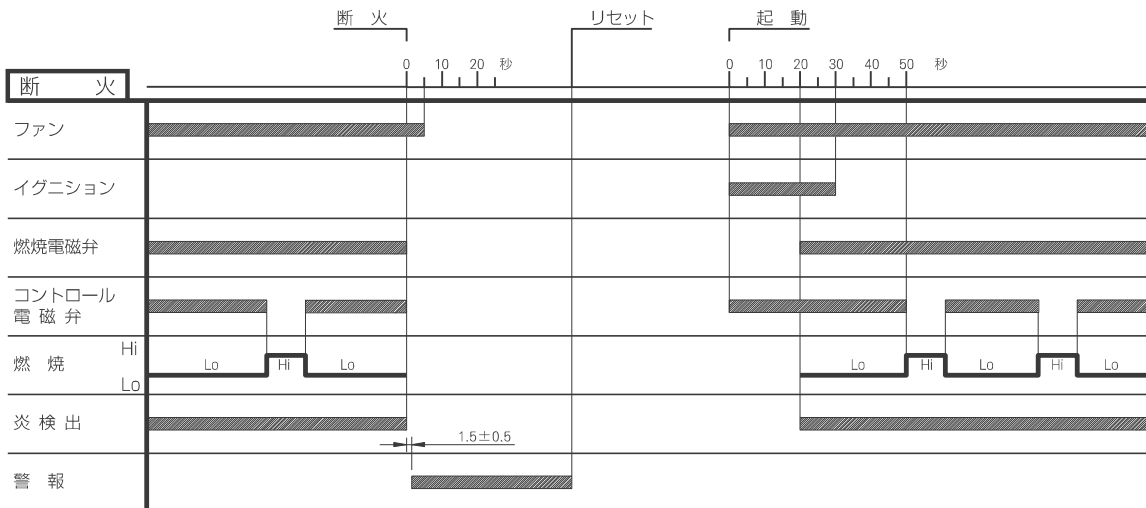 断 火
リセット
起 動
0 10 20 秒
0 10 20 30 40 50 秒
断 火
ファン
イグニション
燃焼電磁弁
コントロール
電 磁 弁
燃 焼
Hi
Lo
Lo Hi Lo
Lo Hi Lo Hi Lo
炎 検 出
1.5±0.5
警 報